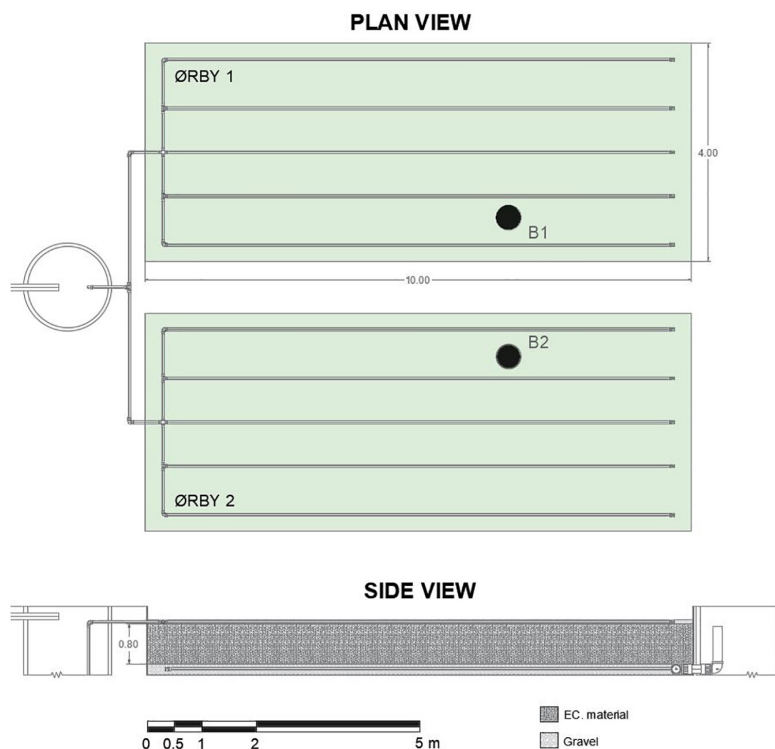 PLAN VIEW
ØRBY 1
4.00
B1
10.00
B2
ØRBY 2
SIDE VIEW
0.80
EC. material
Gravel
0 0.5 1 2 5 m